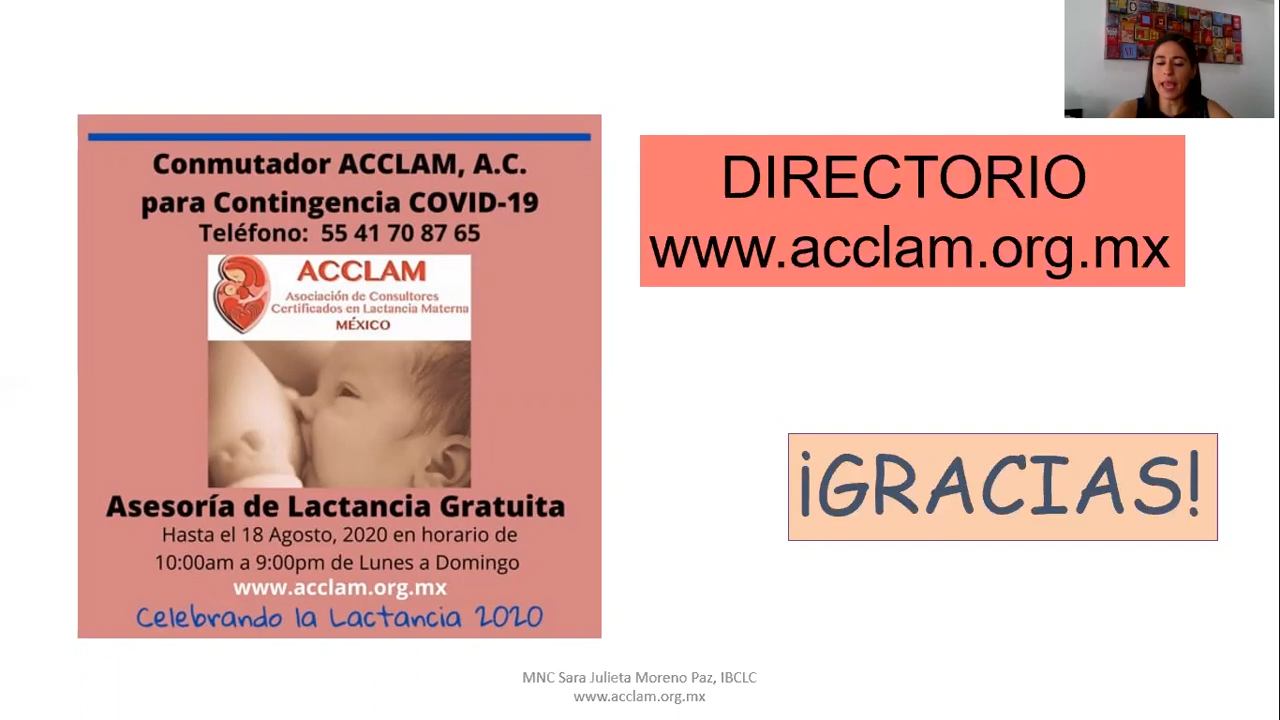 Conmutador ACCLAM, A.C.
para Contingencia COVID-19
Teléfono: 55 41 70 87 65
ACCLAM
Asociación de Consultores
Certificados en Lactancia Materna
MÉXICO
Asesoría de Lactancia Gratuita
Hasta el 18 Agosto, 2020 en horario de
10:00am a 9:00pm de Lunes a Domingo
www.acclam.org.mx
Celebrando la Lactancia 2020
DIRECTORIO
www.acclam.org.mx
¡GRACIAS!
MNC Sara Julieta Moreno Paz, IBCLC
www.acclam.org.mx